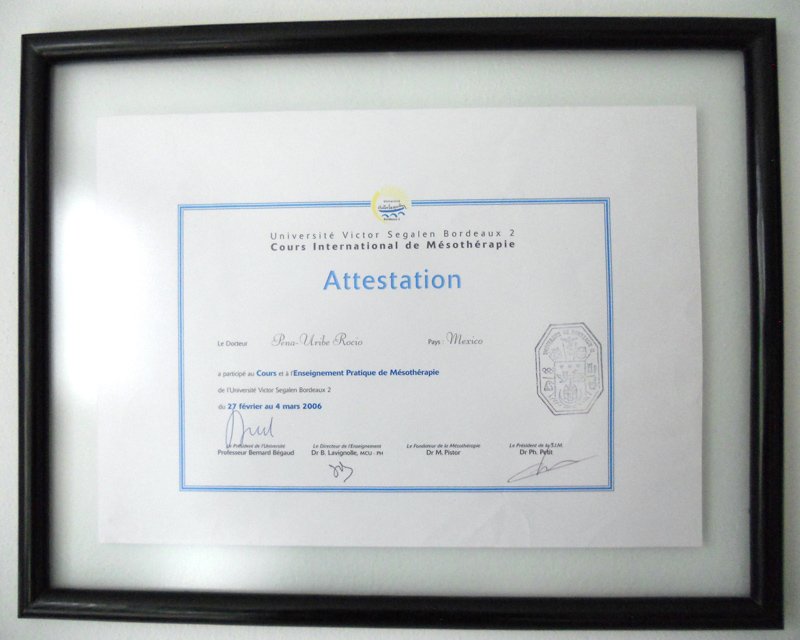 Université Victor Segalen Bordeaux 2
Cours International de Mésothérapie
Attestation
Le Docteur Pena-Uribe Rocio Pays : Mexico
a participé au Cours et à l'Enseignement Pratique de Mésothérapie
de l'Université Victor Segalen Bordeaux 2
du 27 février au 4 mars 2006
Le Président de l'Université
Professeur Bernard Bégaud
Le Directeur de l'Enseignement
Dr B. Lavignolle, MCU - PH
Le Fondateur de la Mésothérapie
Dr M. Pistor
Le Président de la S.I.M.
Dr Ph. Petit